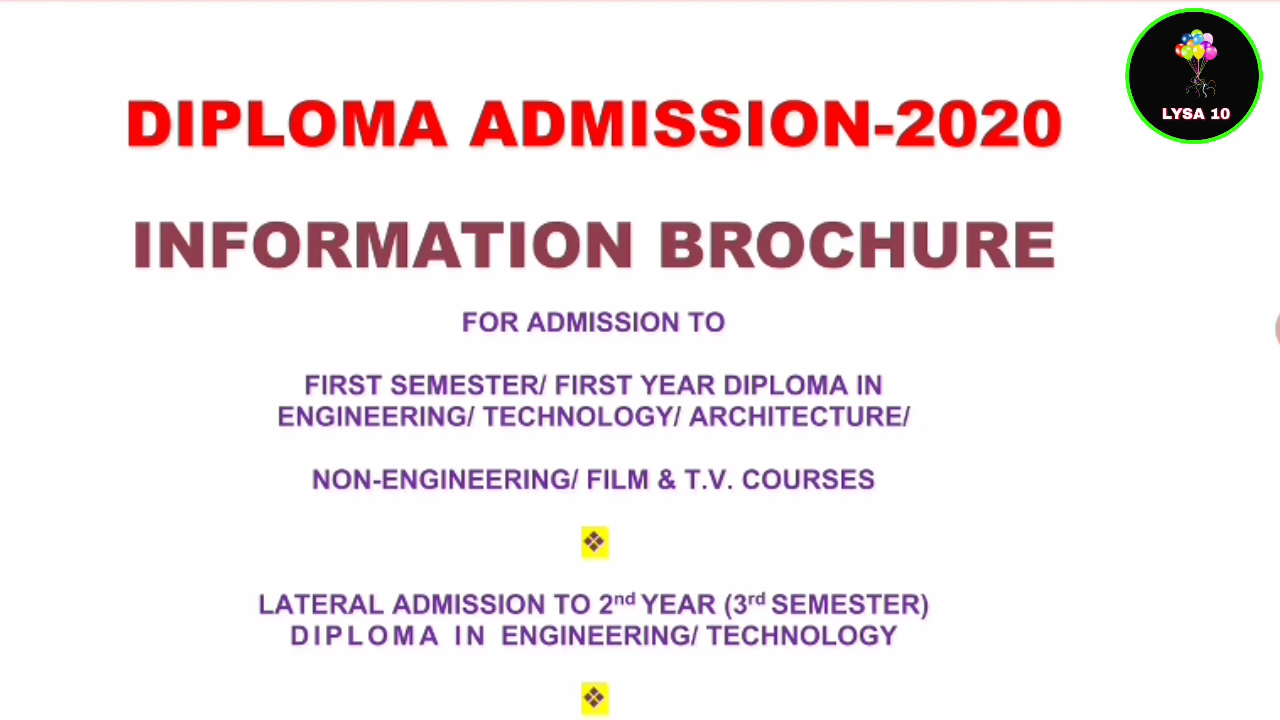 LYSA 10
DIPLOMA ADMISSION-2020
INFORMATION BROCHURE
FOR ADMISSION TO
FIRST SEMESTER/ FIRST YEAR DIPLOMA IN
ENGINEERING/ TECHNOLOGY/ ARCHITECTURE/
NON-ENGINEERING/ FILM & T.V. COURSES
LATERAL ADMISSION TO 2nd YEAR (3rd SEMESTER)
DIPLOMA IN ENGINEERING/ TECHNOLOGY